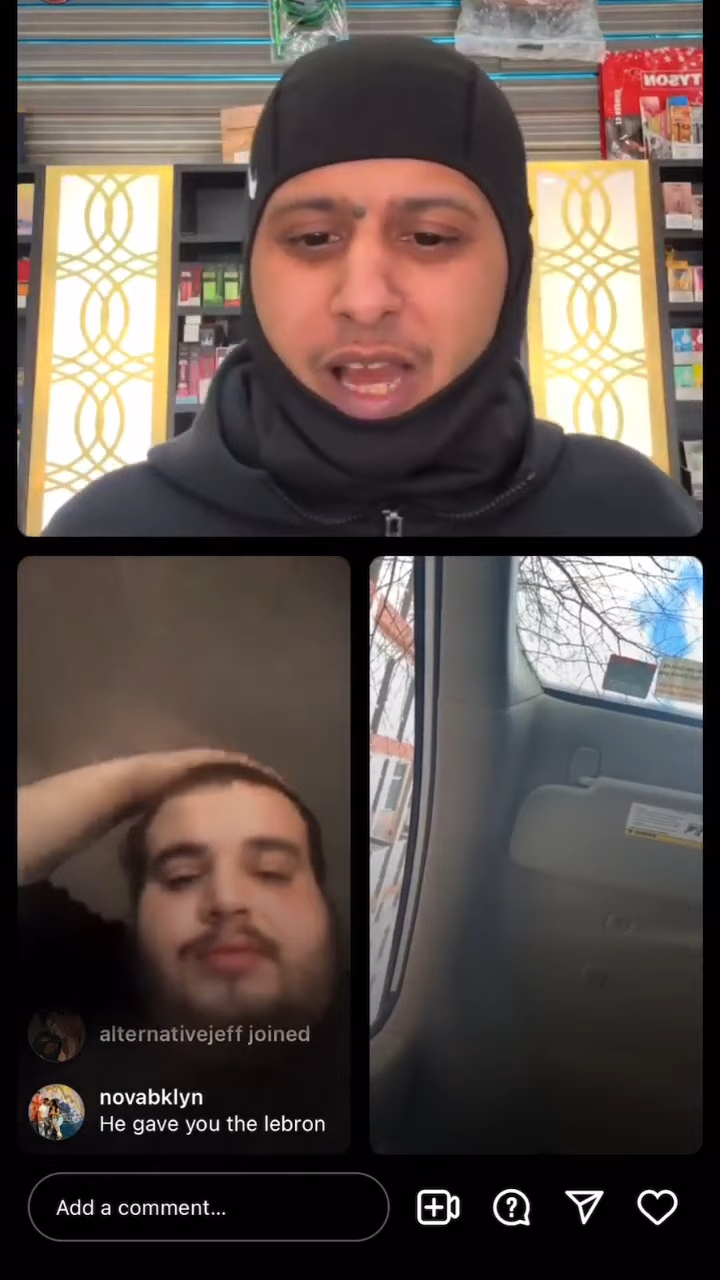 TYSON
alternativejeff joined
novabklyn
He gave you the lebron
Add a comment...